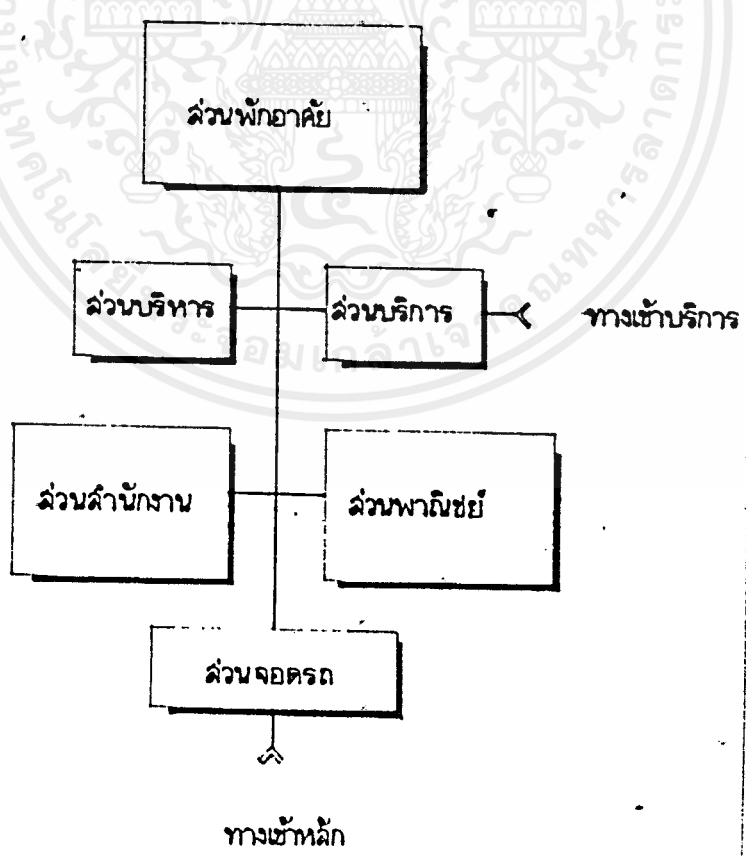 ส่วนพักอาศัย
ส่วนบริหาร
ส่วนบริการ
ทางเข้าบริการ
ส่วนสำนักงาน
ส่วนพาณิชย์
ส่วนจอดรถ
ทางเข้าหลัก